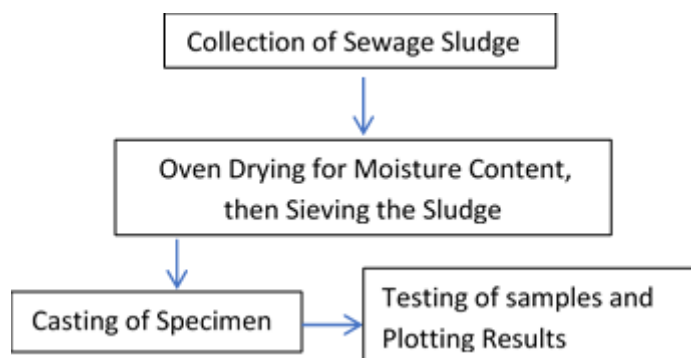 Collection of Sewage Sludge
Oven Drying for Moisture Content,
then Sieving the Sludge
Casting of Specimen
Testing of samples and
Plotting Results